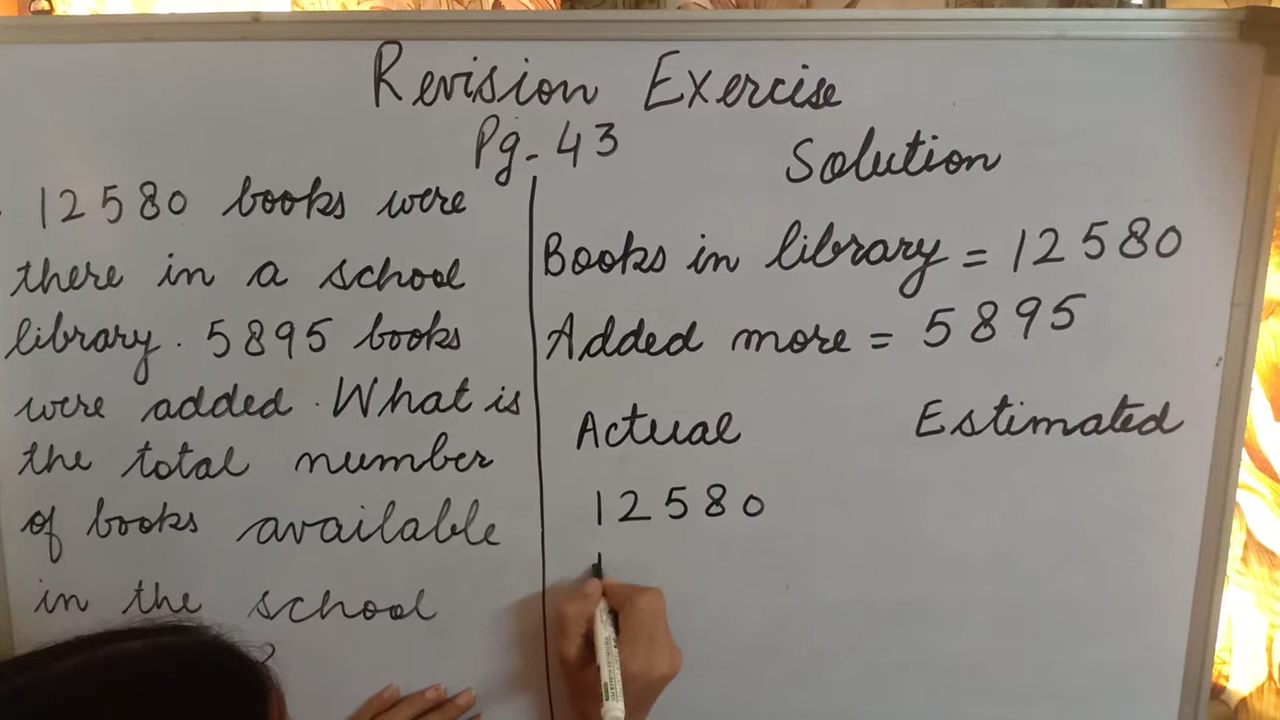 Revision Exercise
Pg- 43
12580 books were
there in a school
library. 5895 books
were added. What is
the total number
of books available
in the school
?
Solution
Books in library = 12580
Added more = 5895
Actual Estimated
12580